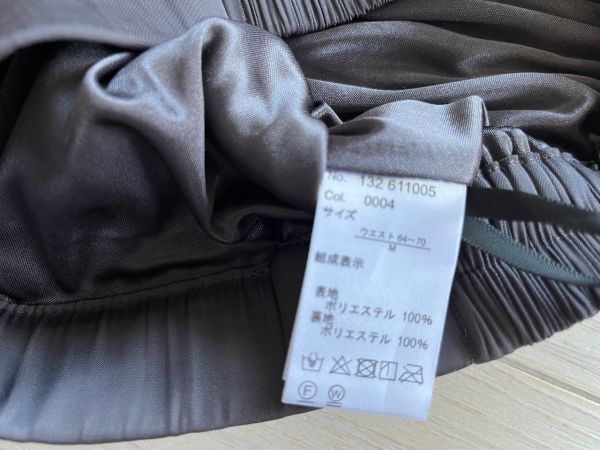 No. 132 611005
Col. 0004
サイズ
ウエスト 64〜70
M
組成表示
表地
ポリエステル 100%
裏地
ポリエステル 100%
F W